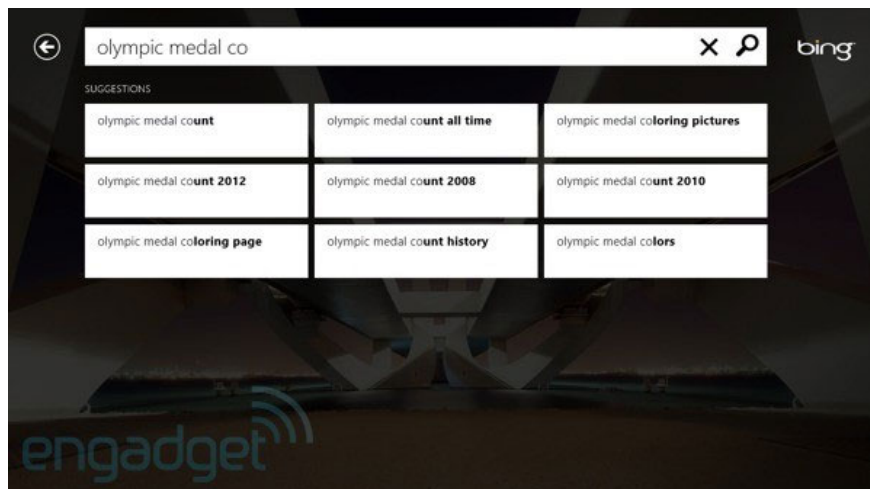 olympic medal co
bing
SUGGESTIONS
olympic medal count
olympic medal count all time
olympic medal coloring pictures
olympic medal count 2012
olympic medal count 2008
olympic medal count 2010
olympic medal coloring page
olympic medal count history
olympic medal colors
engadget